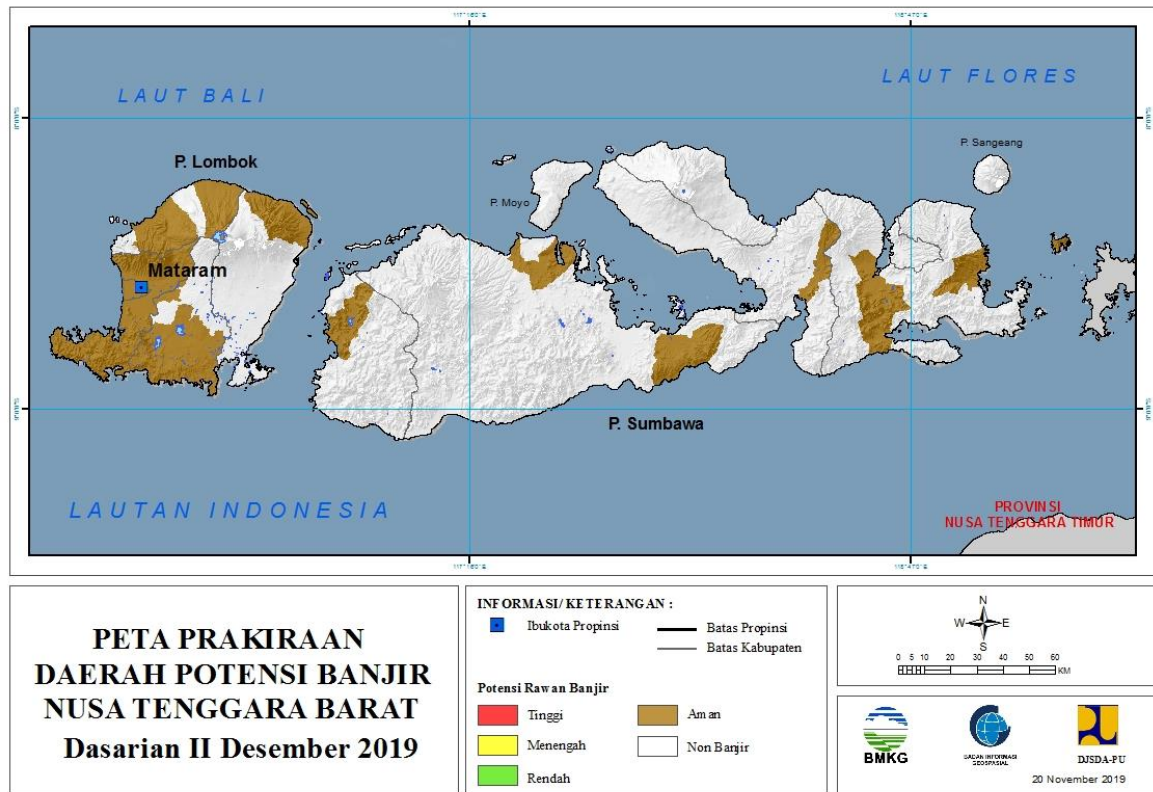 LAUT BALI
LAUT FLORES
P. Lombok
P. Sangeang
P. Moyo
Mataram
P. Sumbawa
LAUTAN INDONESIA
PROVINSI
NUSA TENGGARA TIMUR
PETA PRAKIRAAN
DAERAH POTENSI BANJIR
NUSA TENGGARA BARAT
Dasarian II Desember 2019
INFORMASI/ KETERANGAN :
Ibukota Propinsi
Batas Propinsi
Batas Kabupaten
Potensi Rawan Banjir
Tinggi
Aman
Menengah
Non Banjir
Rendah
N
W
E
S
0 5 10 20 30 40 50 60
KM
BMKG
BADAN INFORMASI
GEOSPASIAL
DJSDA-PU
20 November 2019